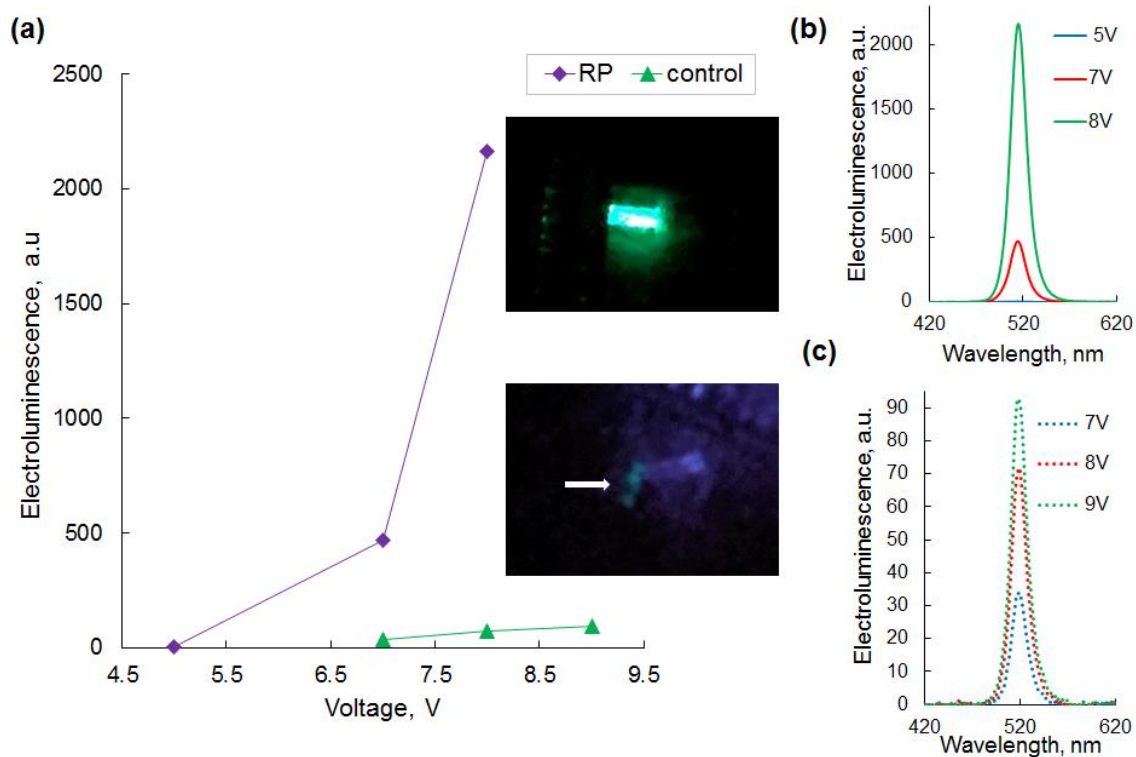 (a)
2500
2000
1500
1000
500
0
4.5 5.5 6.5 7.5 8.5 9.5
Electroluminescence, a.u
Voltage, V
RP control
(b)
2000
1500
1000
500
0
420 520 620
Electroluminescence, a.u.
Wavelength, nm
5V
7V
8V
(c)
90
80
70
60
50
40
30
20
10
0
420 520 620
Electroluminescence, a.u.
Wavelength, nm
7V
8V
9V